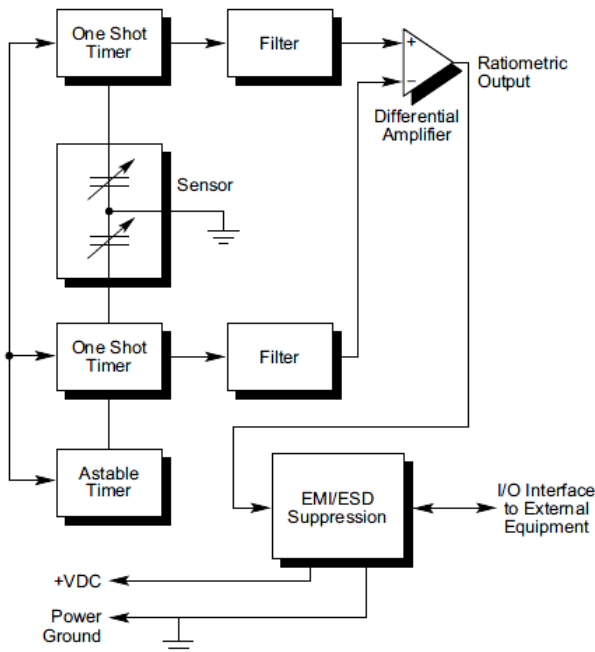 One Shot
Timer
Filter
+
−
Ratiometric
Output
Differential
Amplifier
Sensor
One Shot
Timer
Filter
Astable
Timer
EMI/ESD
Suppression
I/O Interface
to External
Equipment
+VDC
Power
Ground